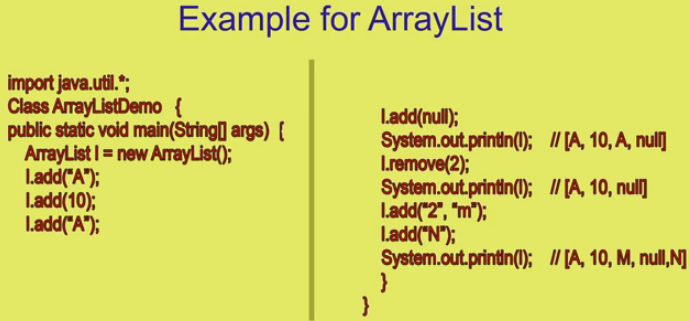 Example for ArrayList
import java.util.*;
Class ArrayListDemo {
public static void main(String[] args) {
ArrayList l = new ArrayList();
l.add("A");
l.add(10);
l.add("A");
l.add(null);
System.out.println(l); // [A, 10, A, null]
l.remove(2);
System.out.println(l); // [A, 10, null]
l.add("2", "m");
l.add("N");
System.out.println(l); // [A, 10, M, null,N]
}
}